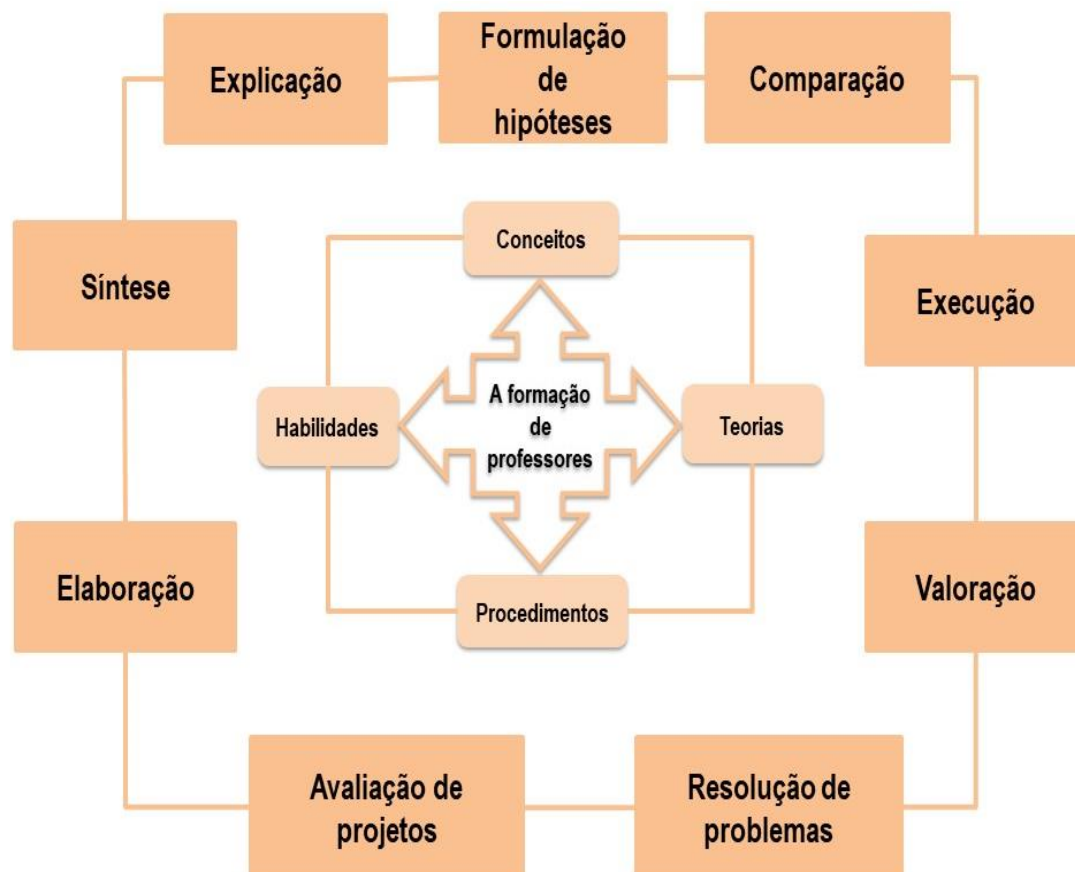 Explicação
Formulação
de
hipóteses
Comparação
Síntese
Conceitos
Execução
Habilidades
A formação
de
professores
Teorias
Elaboração
Procedimentos
Valoração
Avaliação de
projetos
Resolução de
problemas